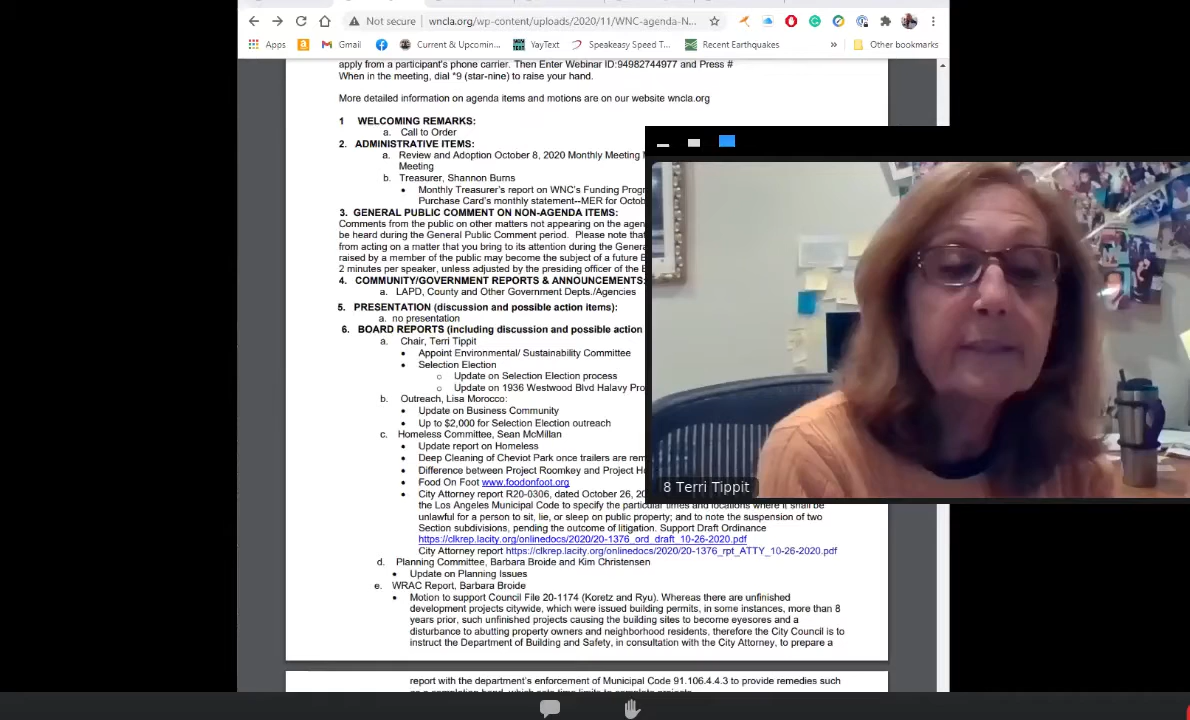 Not secure wncla.org/wp-content/uploads/2020/11/WNC-agenda-N...
Apps Gmail Current & Upcomin... YayText Speakeasy Speed T... Recent Earthquakes » Other bookmarks
apply from a participant's phone carrier. Then Enter Webinar ID:94982744977 and Press #
When in the meeting, dial *9 (star-nine) to raise your hand.
More detailed information on agenda items and motions are on our website wncla.org
1 WELCOMING REMARKS:
a. Call to Order
2. ADMINISTRATIVE ITEMS:
a. Review and Adoption October 8, 2020 Monthly Meeting
Meeting
b. Treasurer, Shannon Burns
• Monthly Treasurer's report on WNC's Funding Prog
Purchase Card's monthly statement--MER for Octob
3. GENERAL PUBLIC COMMENT ON NON-AGENDA ITEMS:
Comments from the public on other matters not appearing on the agen
be heard during the General Public Comment period. Please note that
from acting on a matter that you bring to its attention during the Genera
raised by a member of the public may become the subject of a future B
2 minutes per speaker, unless adjusted by the presiding officer of the B
4. COMMUNITY/GOVERNMENT REPORTS & ANNOUNCEMENTS:
a. LAPD, County and Other Government Depts./Agencies
5. PRESENTATION (discussion and possible action items):
a. no presentation
6. BOARD REPORTS (including discussion and possible action
a. Chair, Terri Tippit
• Appoint Environmental/ Sustainability Committee
• Selection Election
o Update on Selection Election process
o Update on 1936 Westwood Blvd Halavy Pro
b. Outreach, Lisa Morocco:
• Update on Business Community
• Up to $2,000 for Selection Election outreach
c. Homeless Committee, Sean McMillan
• Update report on Homeless
• Deep Cleaning of Cheviot Park once trailers are rem
• Difference between Project Roomkey and Project H
• Food On Foot www.foodonfoot.org
• City Attorney report R20-0306, dated October 26, 20
the Los Angeles Municipal Code to specify the particular times and locations where it shall be
unlawful for a person to sit, lie, or sleep on public property; and to note the suspension of two
Section subdivisions, pending the outcome of litigation. Support Draft Ordinance
https://clkrep.lacity.org/onlinedocs/2020/20-1376_ord_draft_10-26-2020.pdf
City Attorney report https://clkrep.lacity.org/onlinedocs/2020/20-1376_rpt_ATTY_10-26-2020.pdf
d. Planning Committee, Barbara Broide and Kim Christensen
• Update on Planning Issues
e. WRAC Report, Barbara Broide
• Motion to support Council File 20-1174 (Koretz and Ryu). Whereas there are unfinished
development projects citywide, which were issued building permits, in some instances, more than 8
years prior, such unfinished projects causing the building sites to become eyesores and a
disturbance to abutting property owners and neighborhood residents, therefore the City Council is to
instruct the Department of Building and Safety, in consultation with the City Attorney, to prepare a
report with the department's enforcement of Municipal Code 91.106.4.4.3 to provide remedies such
8 Terri Tippit